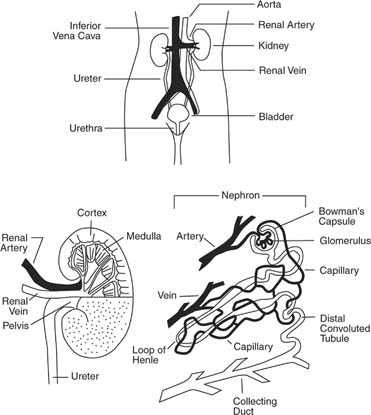 Aorta
Inferior
Vena Cava
Renal Artery
Kidney
Renal Vein
Ureter
Bladder
Urethra
Nephron
Cortex
Medulla
Renal
Artery
Renal
Vein
Pelvis
Ureter
Bowman's
Capsule
Glomerulus
Artery
Capillary
Vein
Distal
Convoluted
Tubule
Loop of
Henle
Capillary
Collecting
Duct